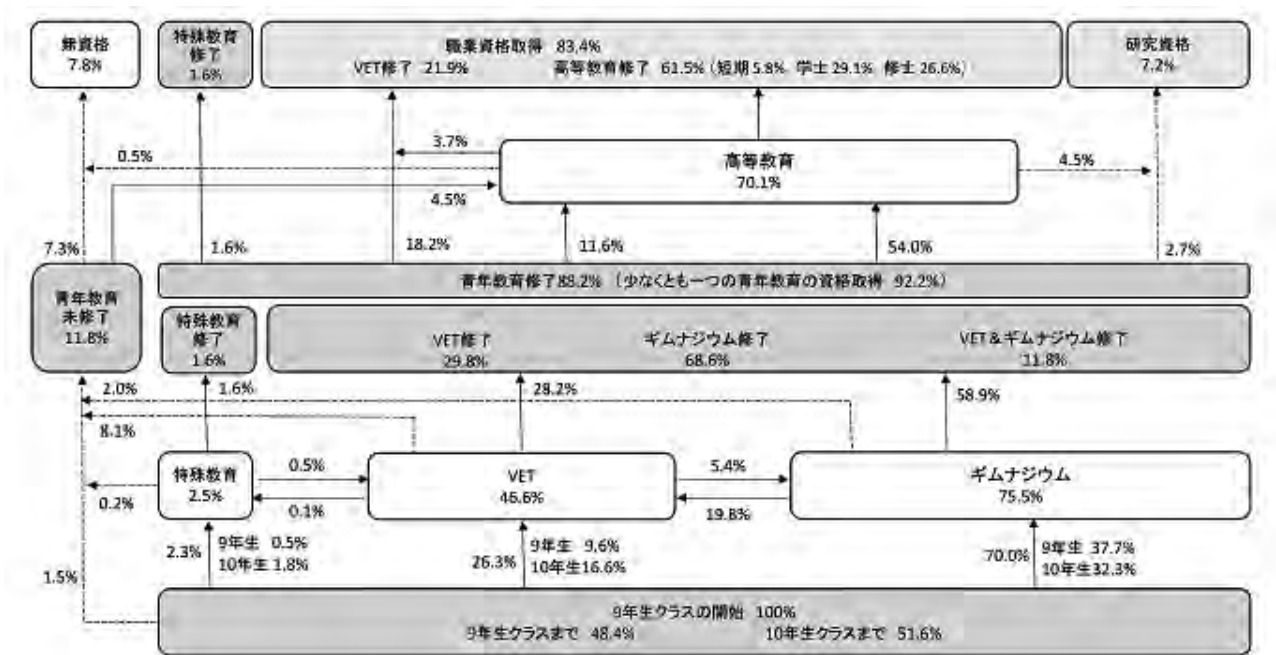 無資格
7.8%
特殊教育
修了
1.6%
職業資格取得 83.4%
VET修了 21.9% 高等教育修了 61.5%(短期5.8% 学士29.1% 修士26.6%)
研究資格
7.2%
3.7%
0.5%
高等教育
70.1%
4.5%
4.5%
7.3%
1.6%
18.2%
11.6%
54.0%
2.7%
青年教育
未修了
11.8%
青年教育修了88.2%(少なくとも一つの青年教育の資格取得 92.2%)
特殊教育
修了
1.6%
VET修了
29.8%
ギムナジウム修了
68.6%
VET&ギムナジウム修了
11.8%
2.0%
1.6%
28.2%
58.9%
8.1%
特殊教育
2.5%
0.5%
0.1%
VET
46.6%
5.4%
19.8%
ギムナジウム
75.5%
0.2%
2.3%
9年生 0.5%
10年生1.8%
26.3%
9年生 9.6%
10年生16.6%
70.0%
9年生 37.7%
10年生32.3%
1.5%
9年生クラスの開始 100%
9年生クラスまで 48.4% 10年生クラスまで 51.6%